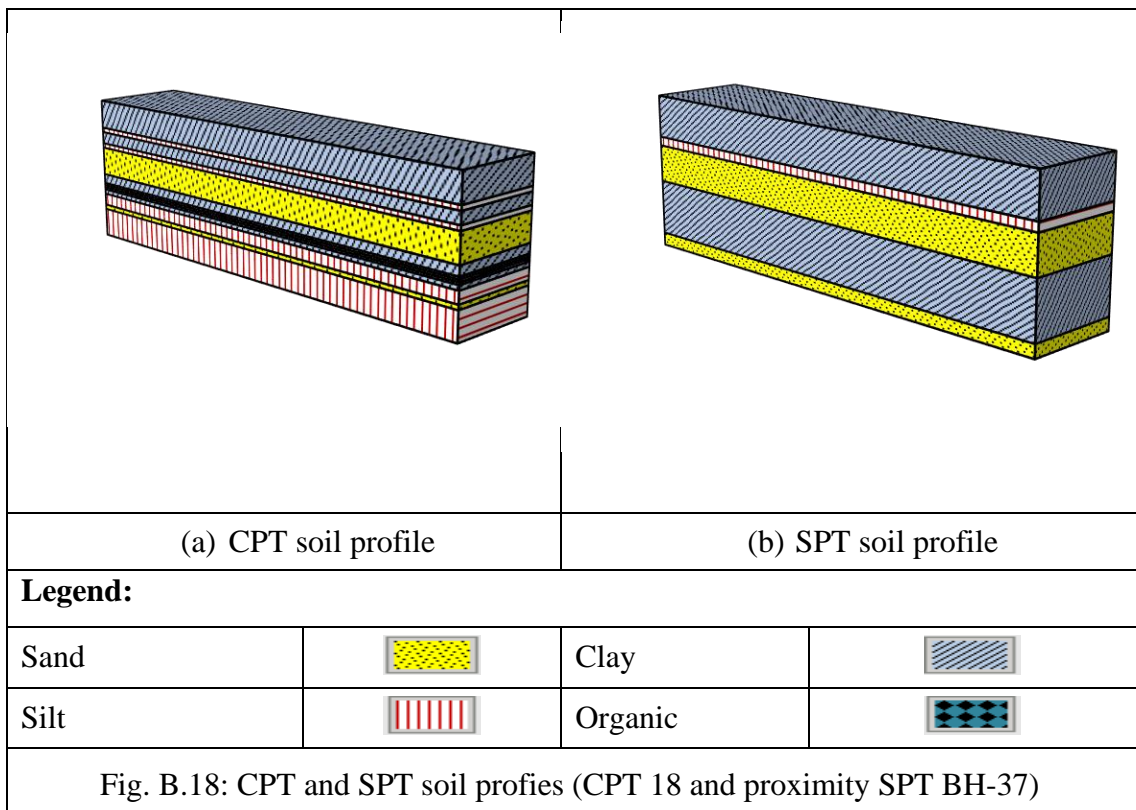 (a) CPT soil profile
(b) SPT soil profile
Legend:
Sand
Clay
Silt
Organic
Fig. B.18: CPT and SPT soil profies (CPT 18 and proximity SPT BH-37)